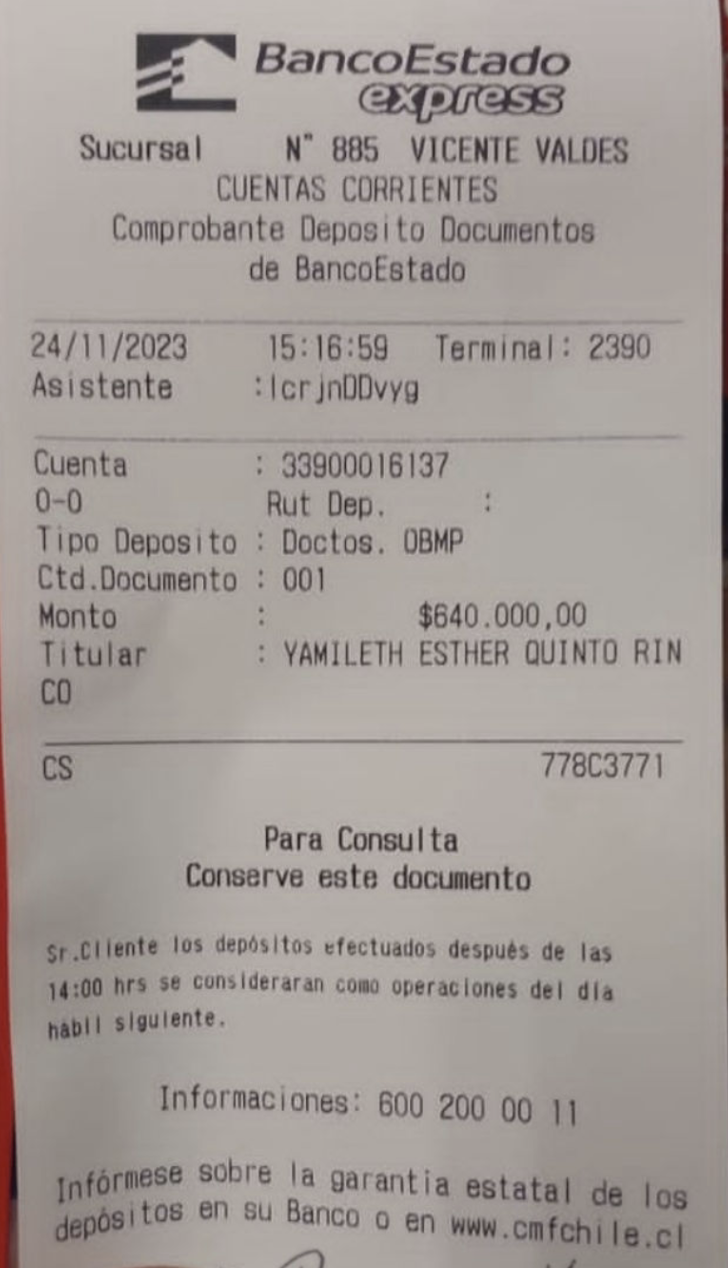 BancoEstado
express
Sucursal N° 885 VICENTE VALDES
CUENTAS CORRIENTES
Comprobante Deposito Documentos
de BancoEstado
24/11/2023 15:16:59 Terminal: 2390
Asistente :lcrjnDDvyg
Cuenta : 33900016137
0-0 Rut Dep. :
Tipo Deposito : Doctos. OBMP
Ctd.Documento : 001
Monto : $640.000,00
Titular : YAMILETH ESTHER QUINTO RIN
CO
CS 778C3771
Para Consulta
Conserve este documento
Sr.Cliente los depósitos efectuados después de las
14:00 hrs se consideraran como operaciones del día
hábil siguiente.
Informaciones: 600 200 00 11
Infórmese sobre la garantia estatal de los
depósitos en su Banco o en www.cmfchile.cl